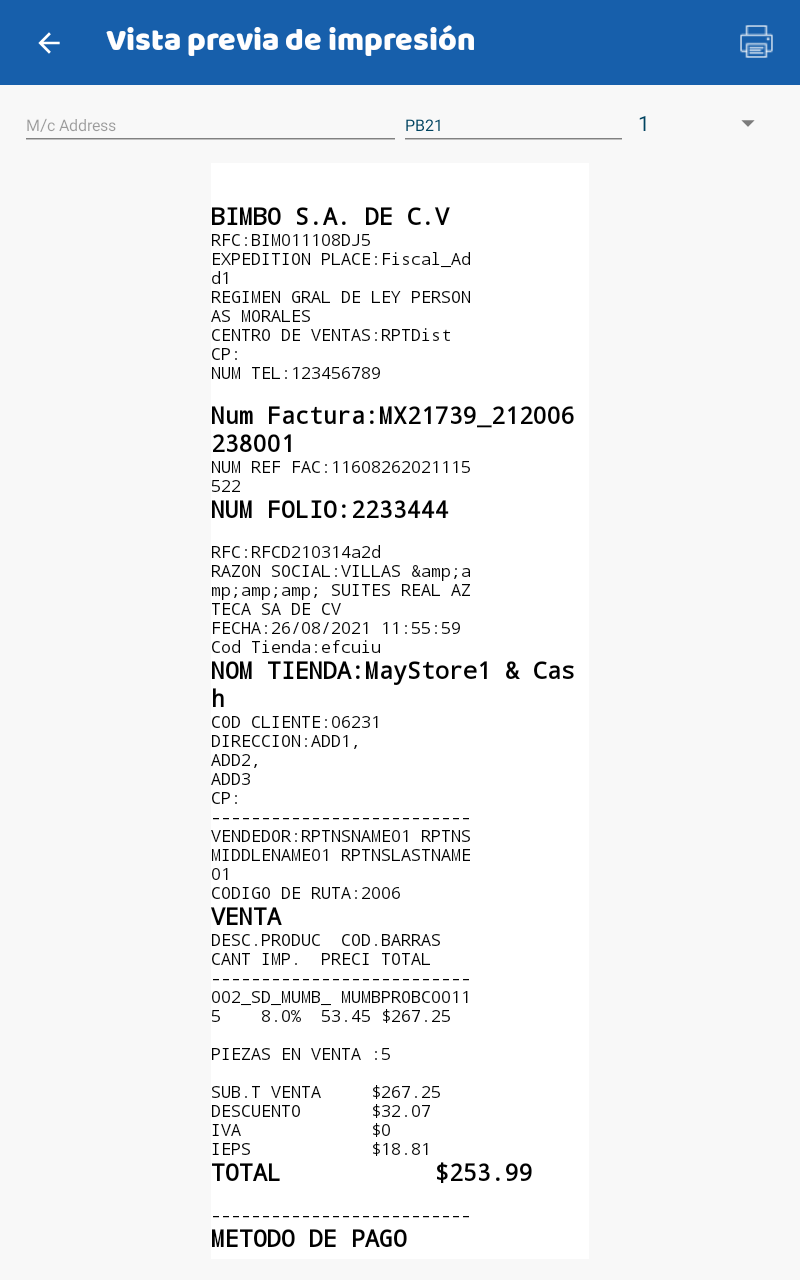 Vista previa de impresión
M/c Address PB21 1
BIMBO S.A. DE C.V
RFC:BIM011108DJ5
EXPEDITION PLACE:Fiscal_Ad
d1
REGIMEN GRAL DE LEY PERSON
AS MORALES
CENTRO DE VENTAS:RPTDist
CP:
NUM TEL:123456789
Num Factura:MX21739_212006
238001
NUM REF FAC:11608262021115
522
NUM FOLIO:2233444
RFC:RFCD210314a2d
RAZON SOCIAL:VILLAS &amp;a
mp;amp;amp; SUITES REAL AZ
TECA SA DE CV
FECHA:26/08/2021 11:55:59
Cod Tienda:efcuiu
NOM TIENDA:MayStore1 & Cas
h
COD CLIENTE:06231
DIRECCION:ADD1,
ADD2,
ADD3
CP:
--------------------------
VENDEDOR:RPTNSNAME01 RPTNS
MIDDLENAME01 RPTNSLASTNAME
01
CODIGO DE RUTA:2006
VENTA
DESC.PRODUC  COD.BARRAS
CANT IMP.  PRECI TOTAL
--------------------------
002_SD_MUMB_ MUMBPROBC0011
5    8.0%  53.45 $267.25
PIEZAS EN VENTA :5
SUB.T VENTA     $267.25
DESCUENTO       $32.07
IVA             $0
IEPS            $18.81
TOTAL           $253.99
--------------------------
METODO DE PAGO